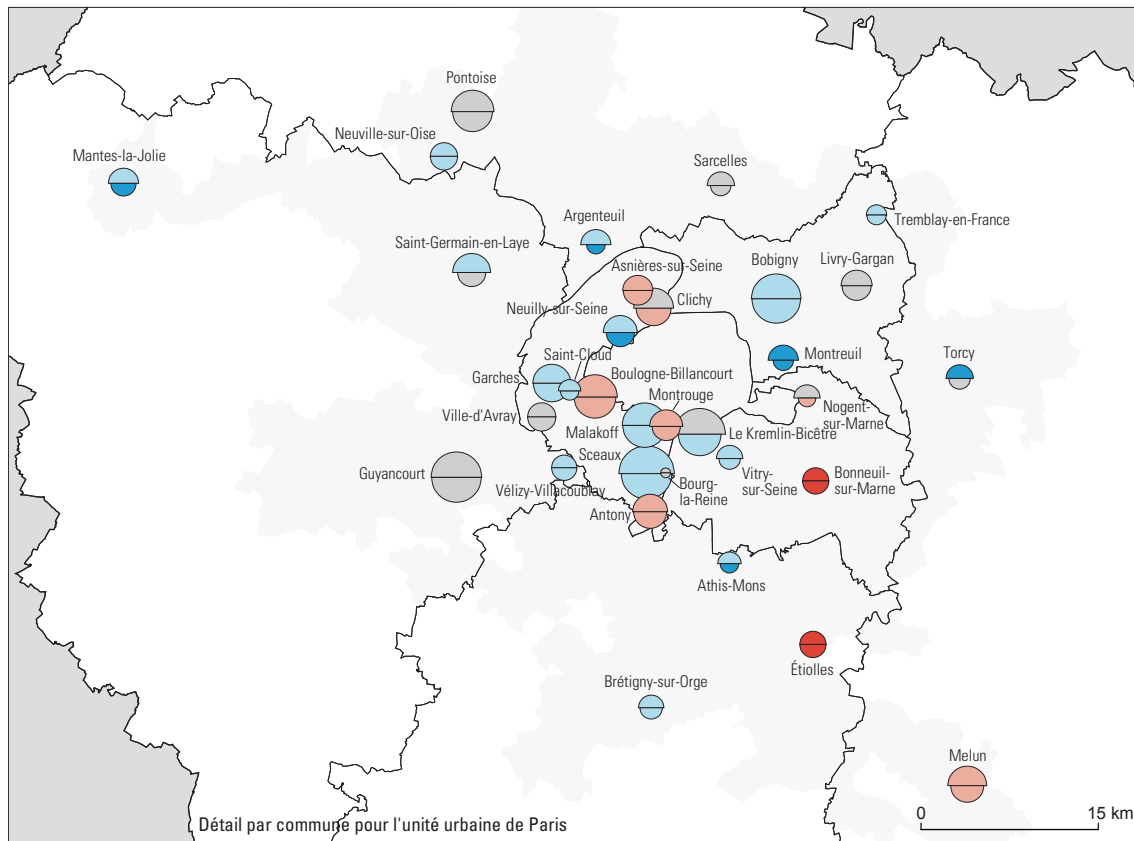 Pontoise
Neuville-sur-Oise
Mantes-la-Jolie
Sarcelles
Argenteuil
Tremblay-en-France
Saint-Germain-en-Laye
Asnières-sur-Seine
Bobigny
Livry-Gargan
Clichy
Neuilly-sur-Seine
Saint-Cloud
Montreuil
Torcy
Garches
Boulogne-Billancourt
Montrouge
Nogent-
sur-Marne
Ville-d'Avray
Malakoff
Le Kremlin-Bicêtre
Sceaux
Vitry-
sur-Seine
Guyancourt
Bonneuil-
sur-Marne
Vélizy-Villacoublay
Bourg-
la-Reine
Antony
Athis-Mons
Étiolles
Brétigny-sur-Orge
Melun
0 15 km
Détail par commune pour l'unité urbaine de Paris